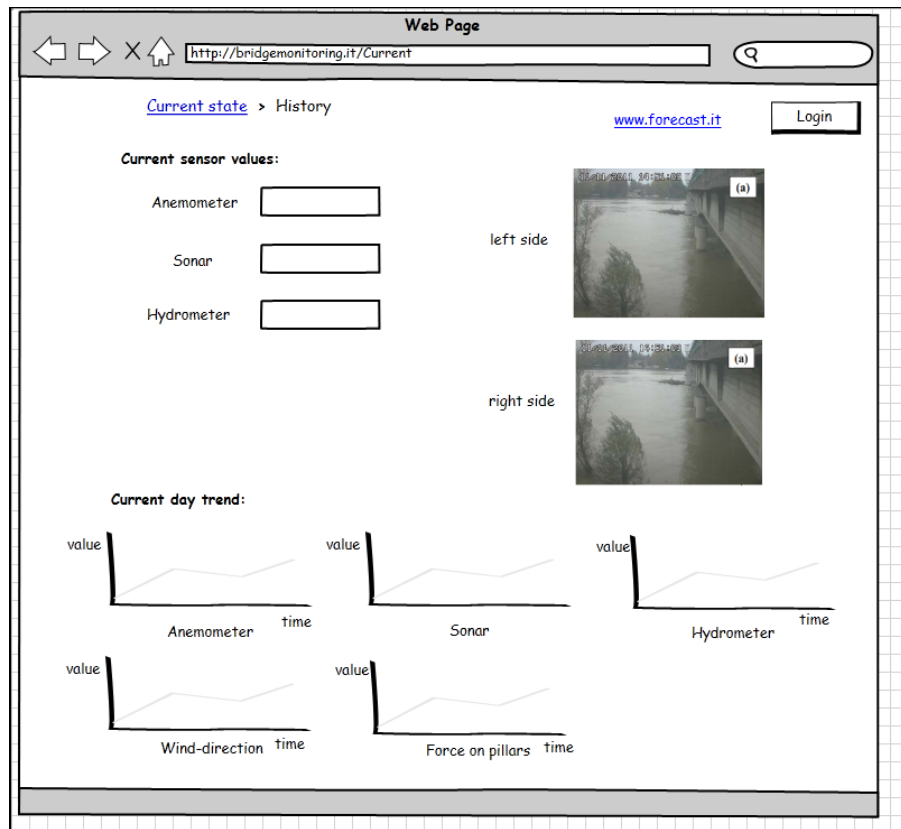 Web Page
http://bridgemonitoring.it/Current
Current state > History
www.forecast.it
Login
Current sensor values:
Anemometer
Sonar
Hydrometer
left side
(a)
right side
(a)
Current day trend:
value
time
Anemometer
value
Sonar
value
time
Hydrometer
value
time
Wind-direction
value
time
Force on pillars